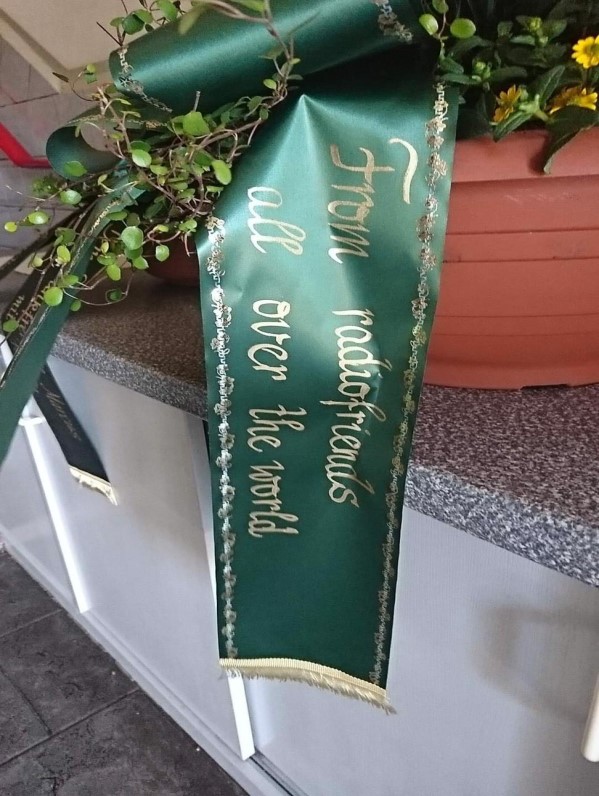 From radiofriends
all over the world